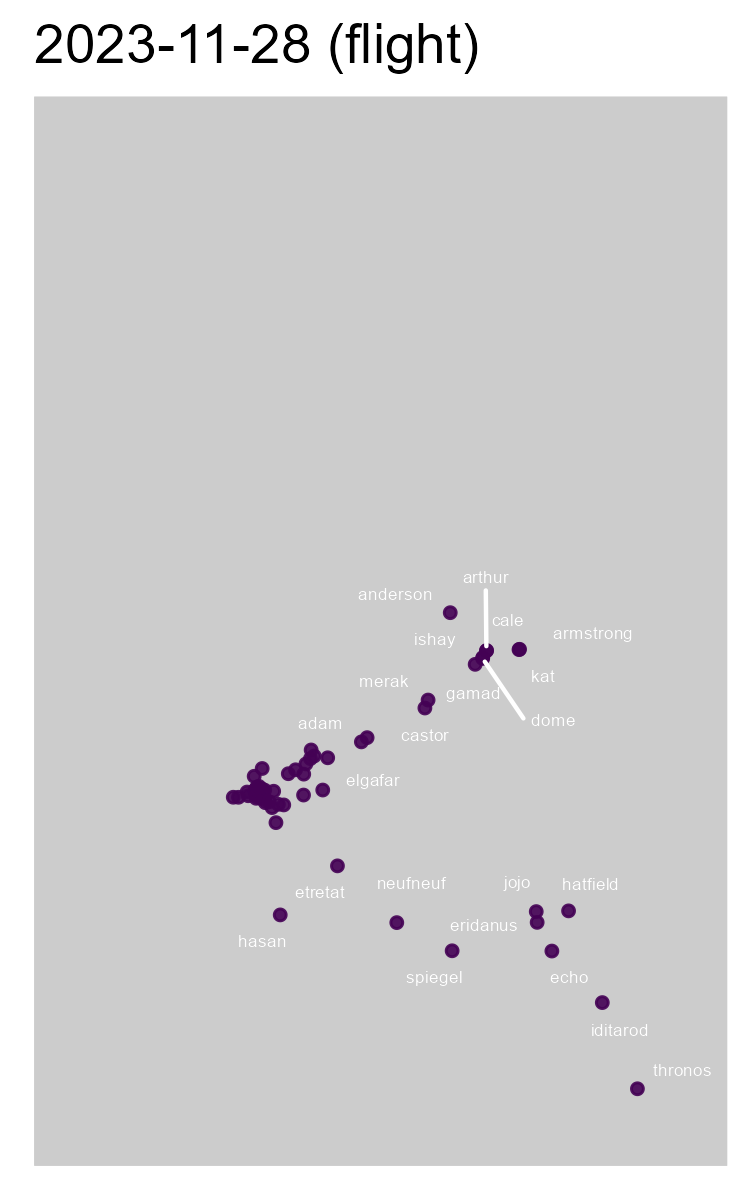 2023-11-28 (flight)
arthur
anderson
cale
armstrong
ishay
kat
merak
gamad
dome
adam
castor
elgafar
neufneuf
jojo
hatfield
etretat
eridanus
hasan
spiegel
echo
iditarod
thronos